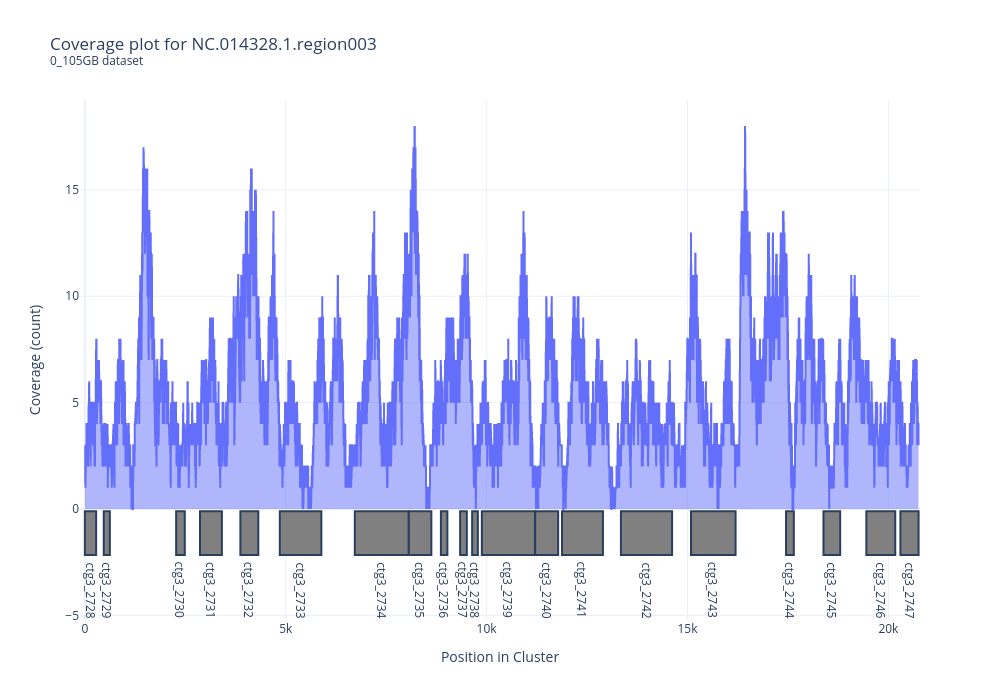 Coverage plot for NC.014328.1.region003
0_105GB dataset
Coverage (count)
15
10
5
0
−5
ctg3_2728
ctg3_2729
ctg3_2730
ctg3_2731
ctg3_2732
ctg3_2733
ctg3_2734
ctg3_2735
ctg3_2736
ctg3_2737
ctg3_2738
ctg3_2739
ctg3_2740
ctg3_2741
ctg3_2742
ctg3_2743
ctg3_2744
ctg3_2745
ctg3_2746
ctg3_2747
0
5k
10k
15k
20k
Position in Cluster